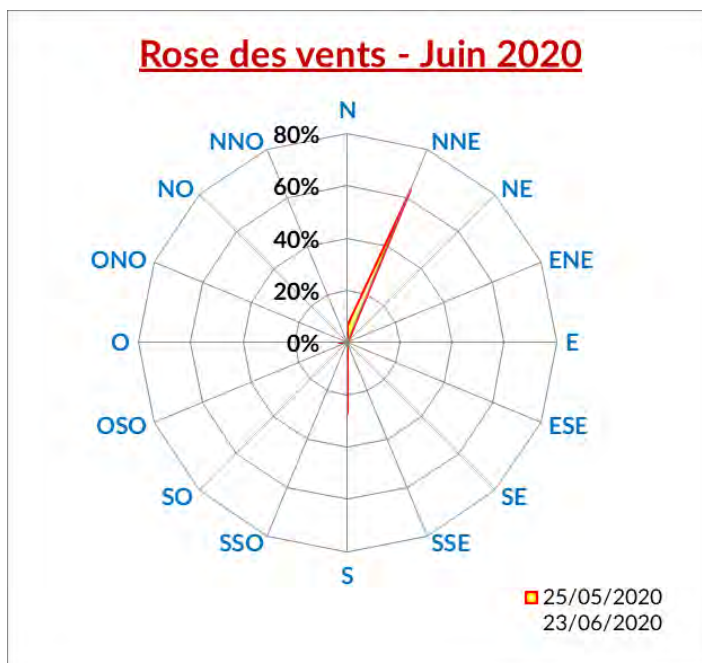 Rose des vents - Juin 2020
N
NNO
80%
NNE
NO
60%
NE
ONO
40%
ENE
20%
O
0%
E
OSO
ESE
SO
SE
SSO
SSE
S
25/05/2020
23/06/2020